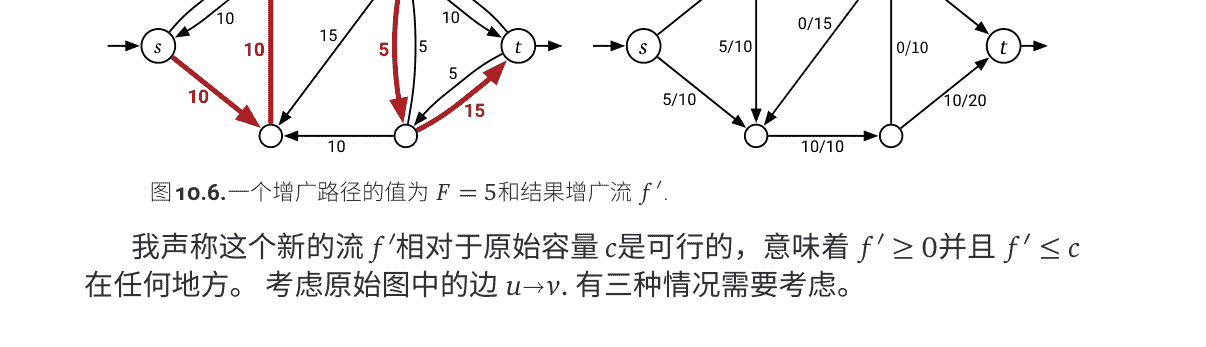 10
10
0/15
s
15
10
5
5
t
s
5/10
0/10
t
10
5
15
5/10
10/20
10
10/10
图 10.6.一个增广路径的值为 F = 5和结果增广流 f ′.
我声称这个新的流 f ′相对于原始容量 c是可行的，意味着 f ′ ≥ 0并且 f ′ ≤ c
在任何地方。 考虑原始图中的边 u→v. 有三种情况需要考虑。